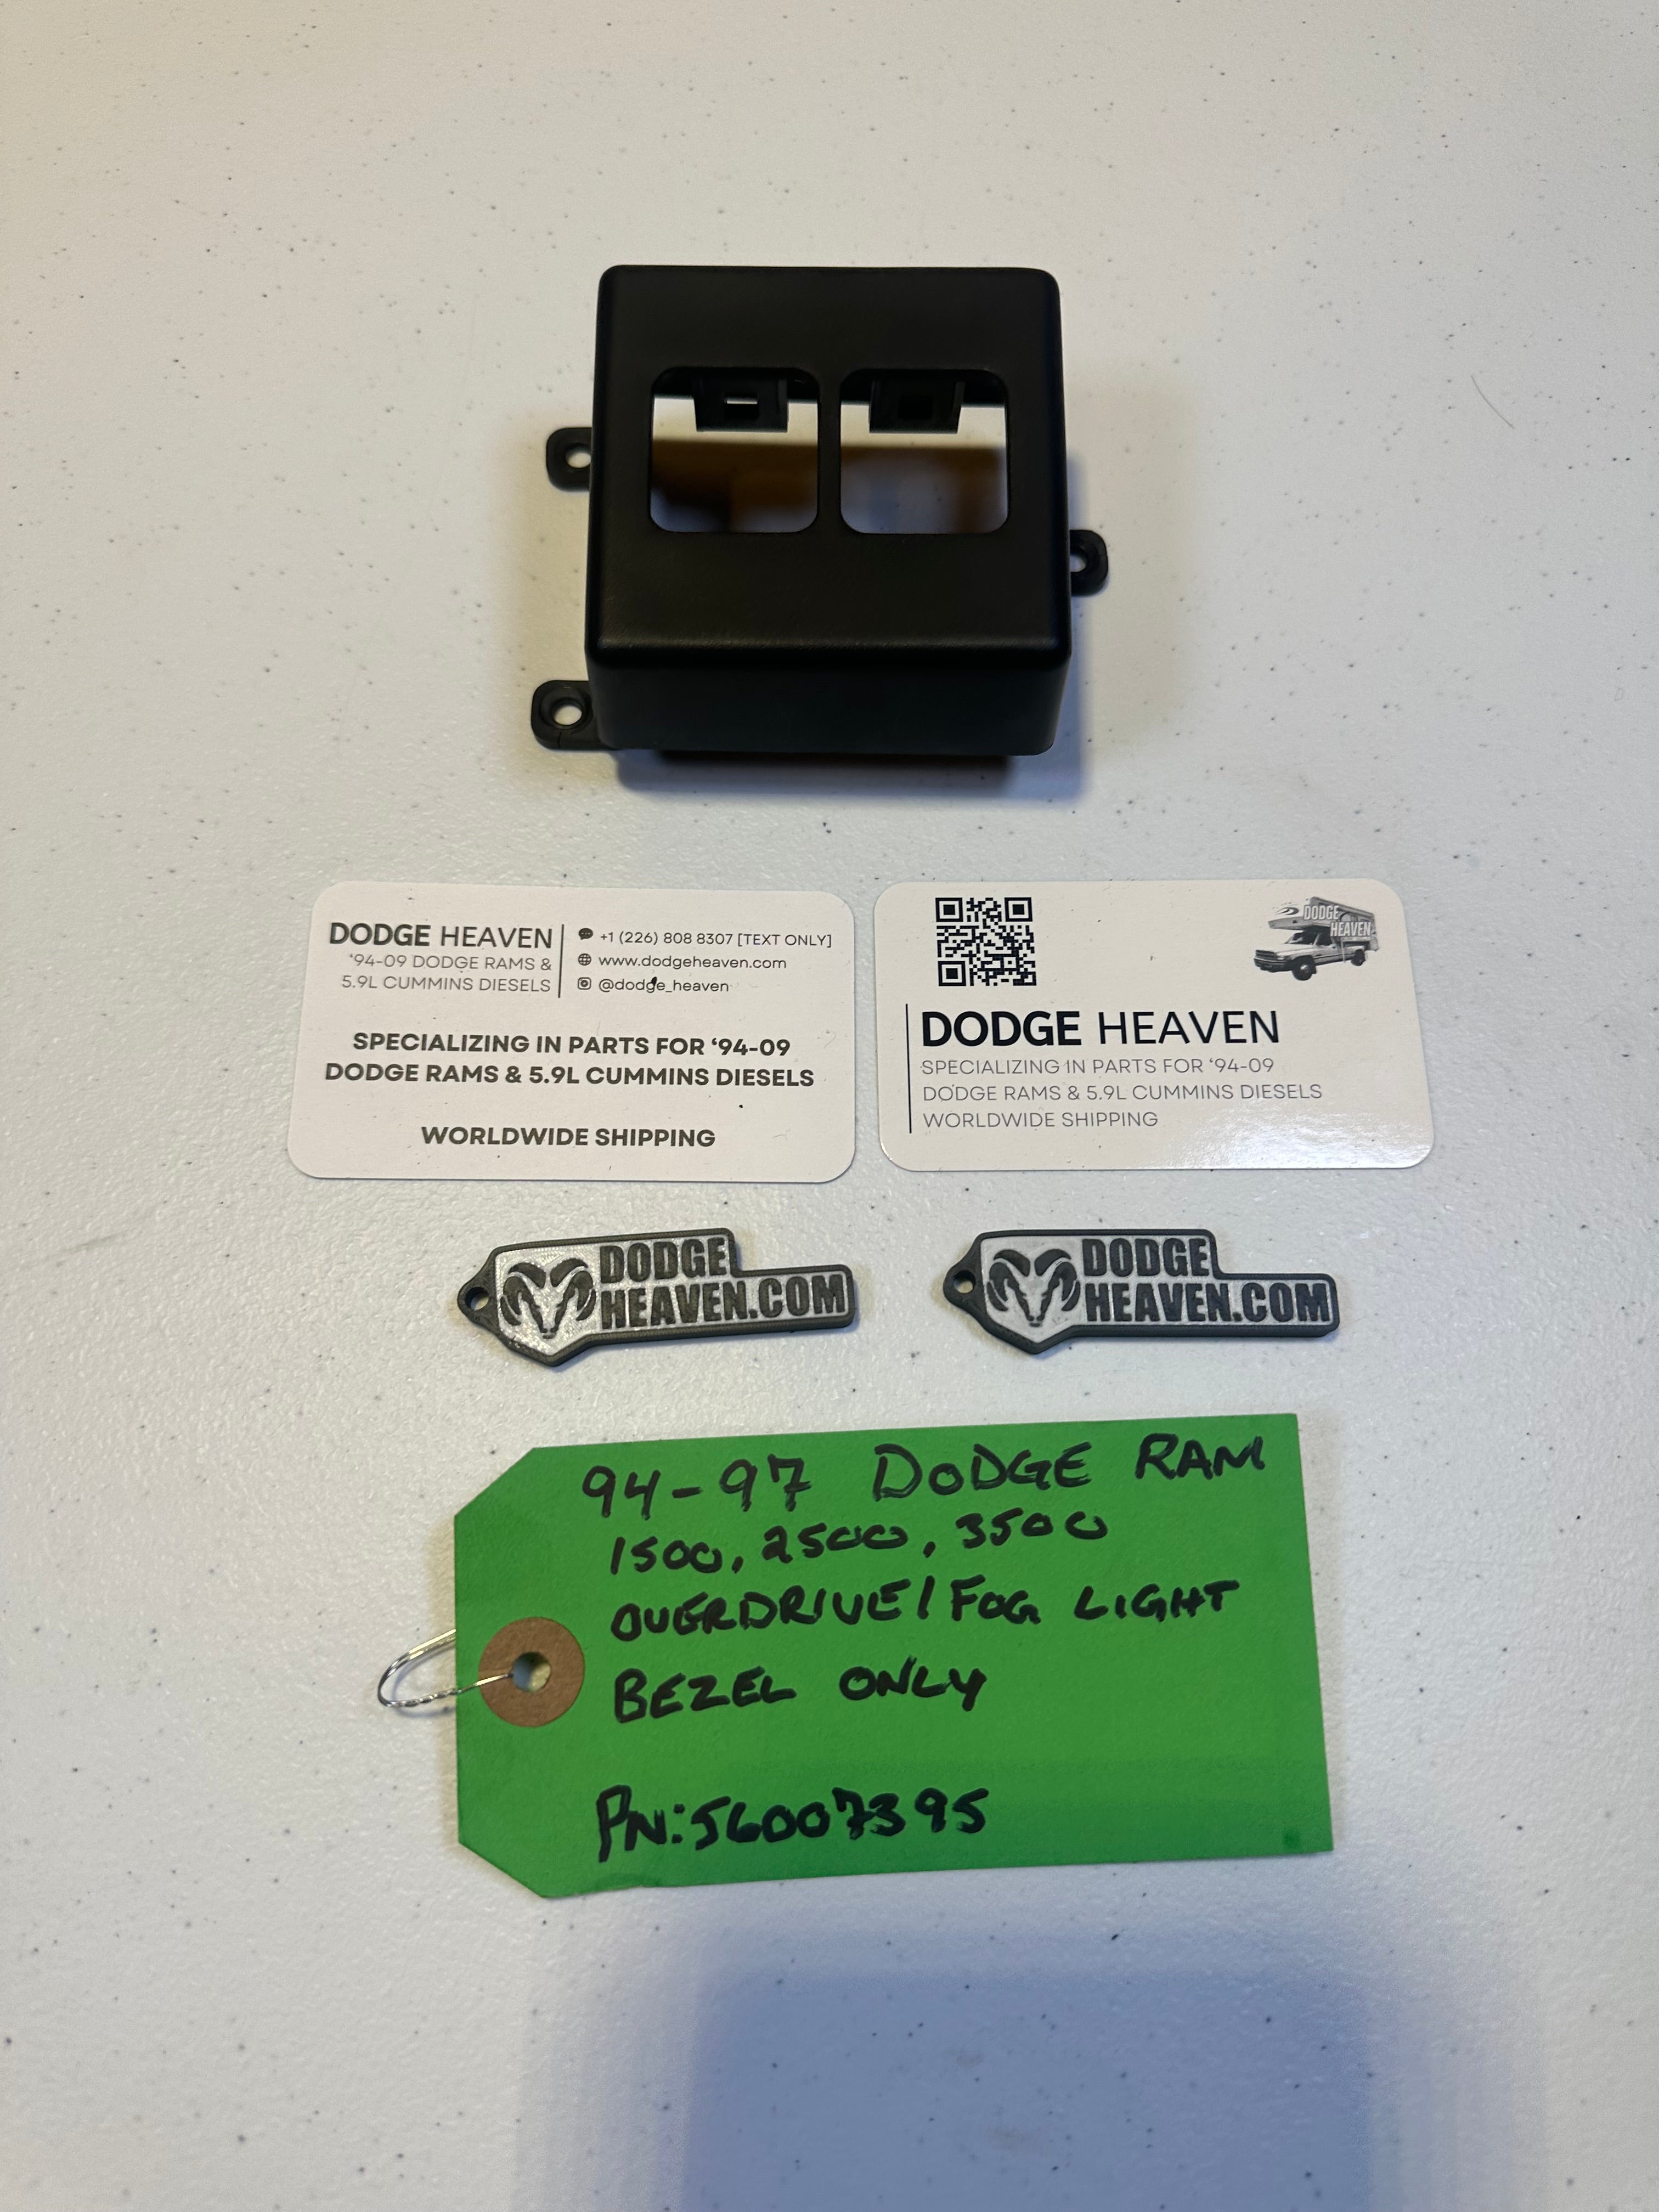 DODGE HEAVEN
'94-09 DODGE RAMS &
5.9L CUMMINS DIESELS
+1 (226) 808 8307 [TEXT ONLY]
www.dodgeheaven.com
@dodge_heaven
SPECIALIZING IN PARTS FOR ‘94-09
DODGE RAMS & 5.9L CUMMINS DIESELS
WORLDWIDE SHIPPING
DODGE
HEAVEN
DODGE HEAVEN
SPECIALIZING IN PARTS FOR ‘94-09
DODGE RAMS & 5.9L CUMMINS DIESELS
WORLDWIDE SHIPPING
DODGE
HEAVEN.COM
DODGE
HEAVEN.COM
94-97 DODGE RAM
1500, 2500, 3500
OVERDRIVE/FOG LIGHT
BEZEL ONLY
PN:56007395